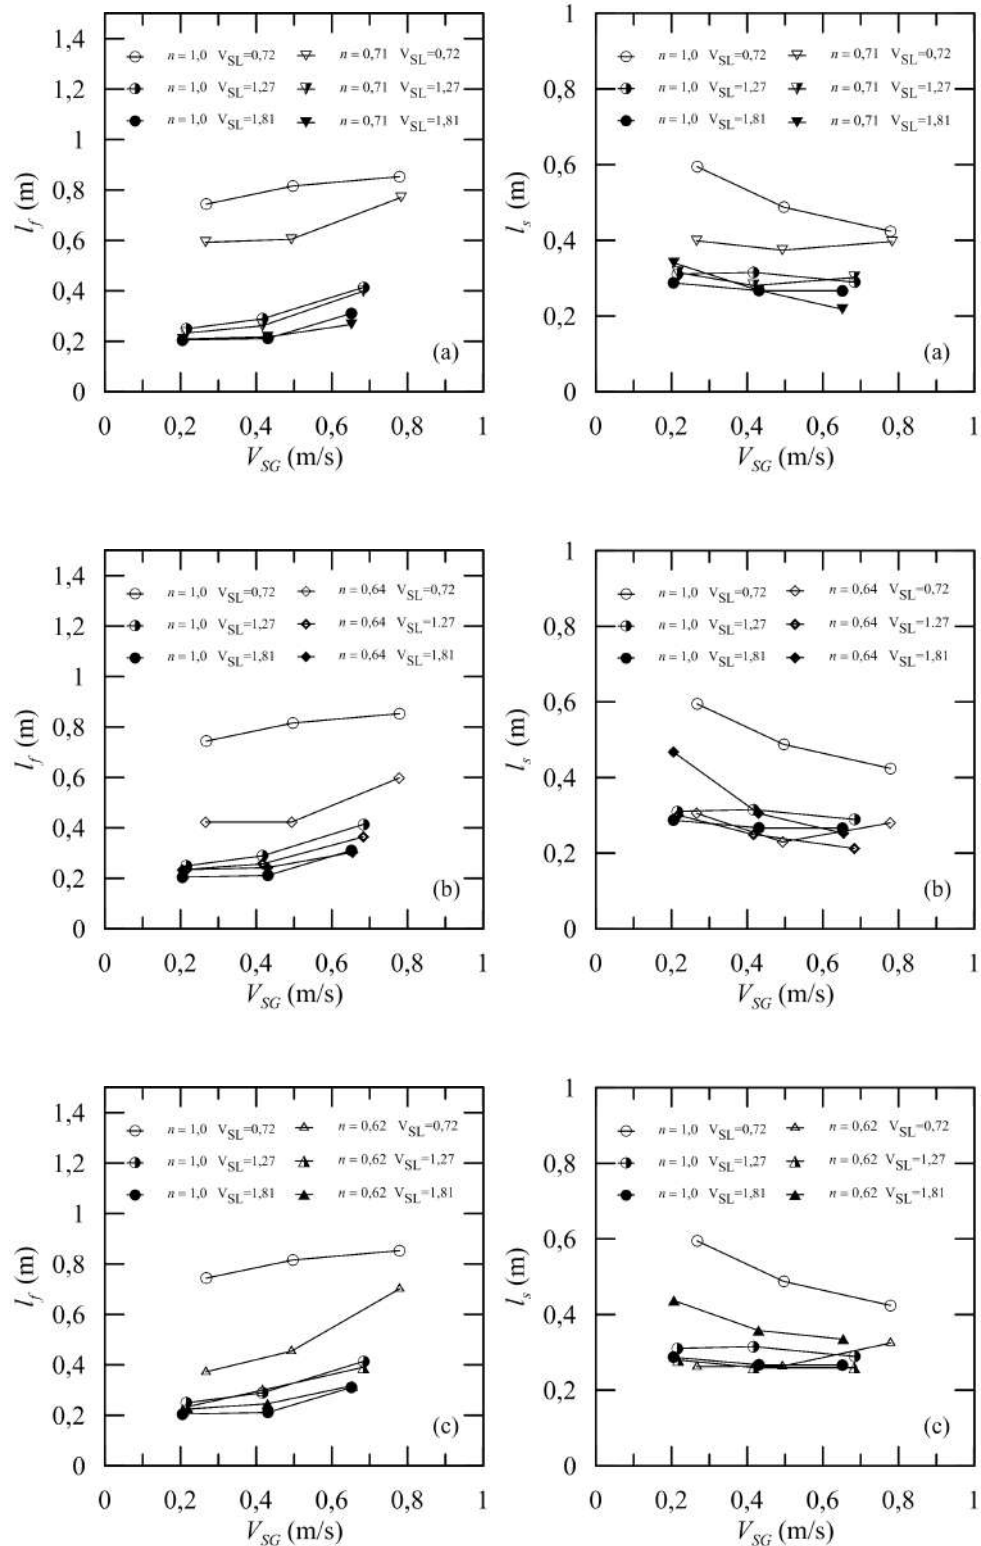 1,4
1,2
1
0,8
0,6
0,4
0,2
0
l_f (m)
n = 1,0 V_SL=0,72 n = 0,71 V_SL=0,72
n = 1,0 V_SL=1,27 n = 0,71 V_SL=1,27
n = 1,0 V_SL=1,81 n = 0,71 V_SL=1,81
(a)
0 0,2 0,4 0,6 0,8 1
V_SG (m/s)
1
0,8
0,6
0,4
0,2
0
l_s (m)
n = 1,0 V_SL=0,72 n = 0,71 V_SL=0,72
n = 1,0 V_SL=1,27 n = 0,71 V_SL=1,27
n = 1,0 V_SL=1,81 n = 0,71 V_SL=1,81
(a)
0 0,2 0,4 0,6 0,8 1
V_SG (m/s)
1,4
1,2
1
0,8
0,6
0,4
0,2
0
l_f (m)
n = 1,0 V_SL=0,72 n = 0,64 V_SL=0,72
n = 1,0 V_SL=1,27 n = 0,64 V_SL=1.27
n = 1,0 V_SL=1,81 n = 0,64 V_SL=1,81
(b)
0 0,2 0,4 0,6 0,8 1
V_SG (m/s)
1
0,8
0,6
0,4
0,2
0
l_s (m)
n = 1,0 V_SL=0,72 n = 0,64 V_SL=0,72
n = 1,0 V_SL=1,27 n = 0,64 V_SL=1.27
n = 1,0 V_SL=1,81 n = 0,64 V_SL=1,81
(b)
0 0,2 0,4 0,6 0,8 1
V_SG (m/s)
1,4
1,2
1
0,8
0,6
0,4
0,2
0
l_f (m)
n = 1,0 V_SL=0,72 n = 0,62 V_SL=0,72
n = 1,0 V_SL=1,27 n = 0,62 V_SL=1,27
n = 1,0 V_SL=1,81 n = 0,62 V_SL=1,81
(c)
0 0,2 0,4 0,6 0,8 1
V_SG (m/s)
1
0,8
0,6
0,4
0,2
0
l_s (m)
n = 1,0 V_SL=0,72 n = 0,62 V_SL=0,72
n = 1,0 V_SL=1,27 n = 0,62 V_SL=1,27
n = 1,0 V_SL=1,81 n = 0,62 V_SL=1,81
(c)
0 0,2 0,4 0,6 0,8 1
V_SG (m/s)